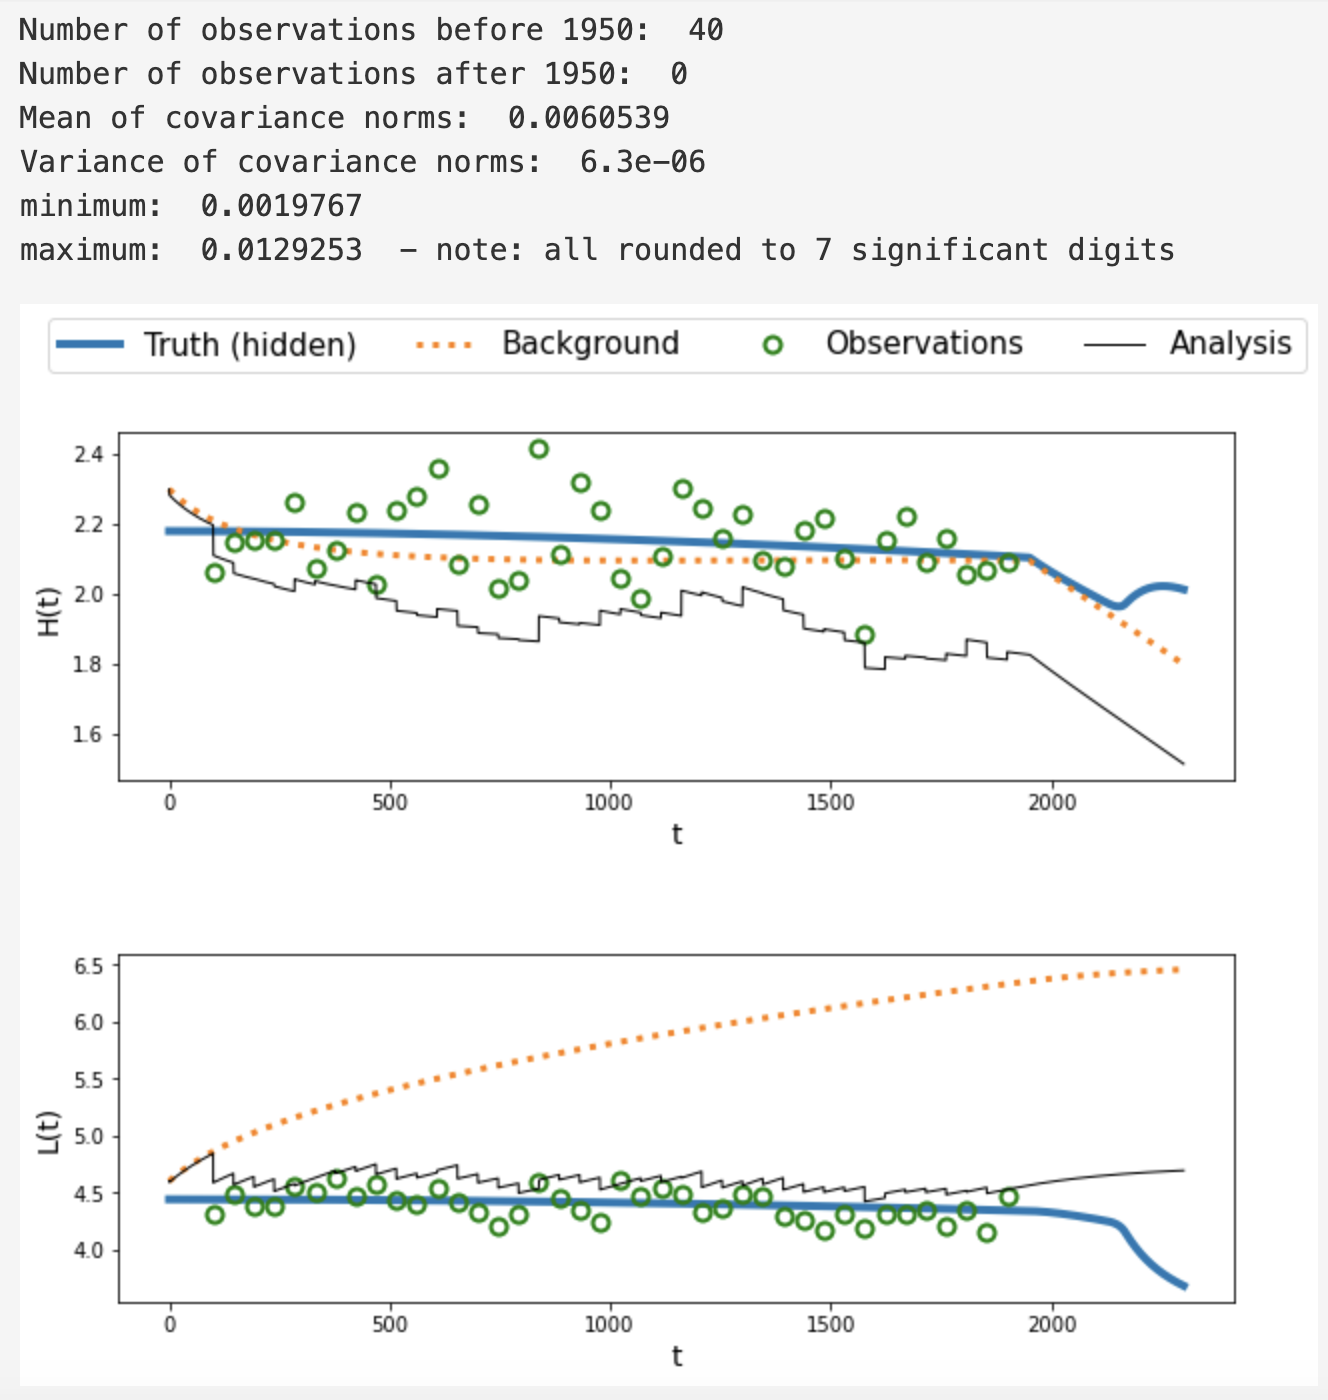 Number of observations before 1950:  40
Number of observations after 1950:  0
Mean of covariance norms:  0.0060539
Variance of covariance norms:  6.3e−06
minimum:  0.0019767
maximum:  0.0129253  − note: all rounded to 7 significant digits
Truth (hidden) Background Observations Analysis
2.4
2.2
2.0
1.8
1.6
H(t)
0 500 1000 1500 2000
t
6.5
6.0
5.5
5.0
4.5
4.0
L(t)
0 500 1000 1500 2000
t